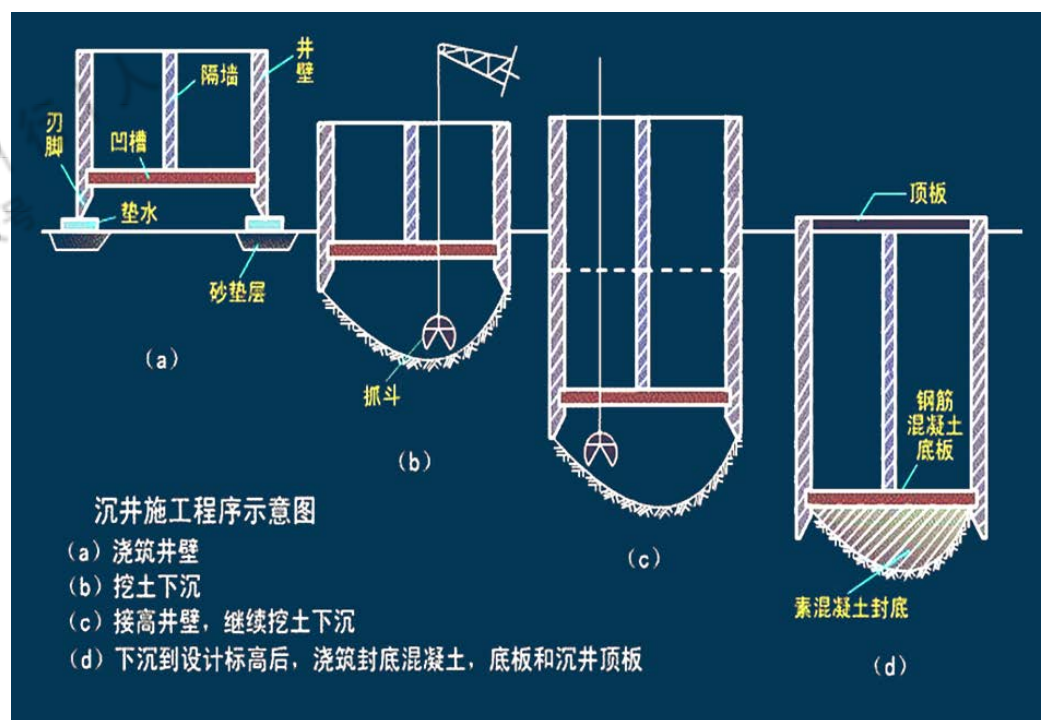 井壁
隔墙
刃脚
凹槽
垫水
砂垫层
(a)
抓斗
(b)
(c)
顶板
钢筋
混凝土
底板
素混凝土封底
(d)
沉井施工程序示意图
(a) 浇筑井壁
(b) 挖土下沉
(c) 接高井壁，继续挖土下沉
(d) 下沉到设计标高后，浇筑封底混凝土，底板和沉井顶板